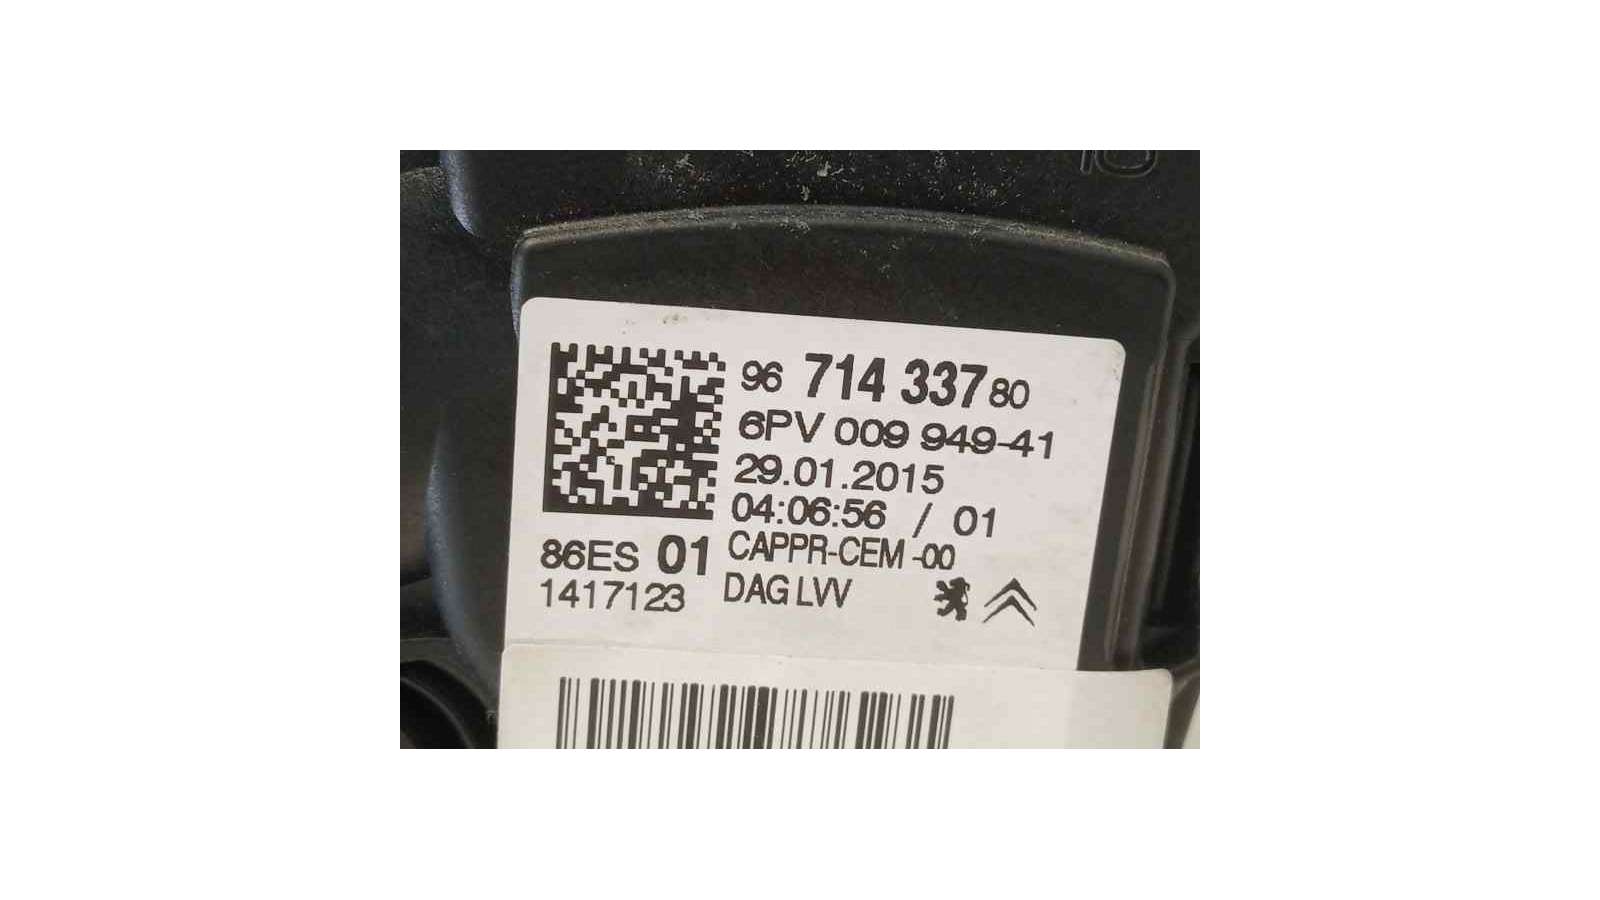 96 714 337 80
6PV 009 949-41
29.01.2015
04:06:56 / 01
86ES 01 CAPPR-CEM -00
1417123 DAG LVV